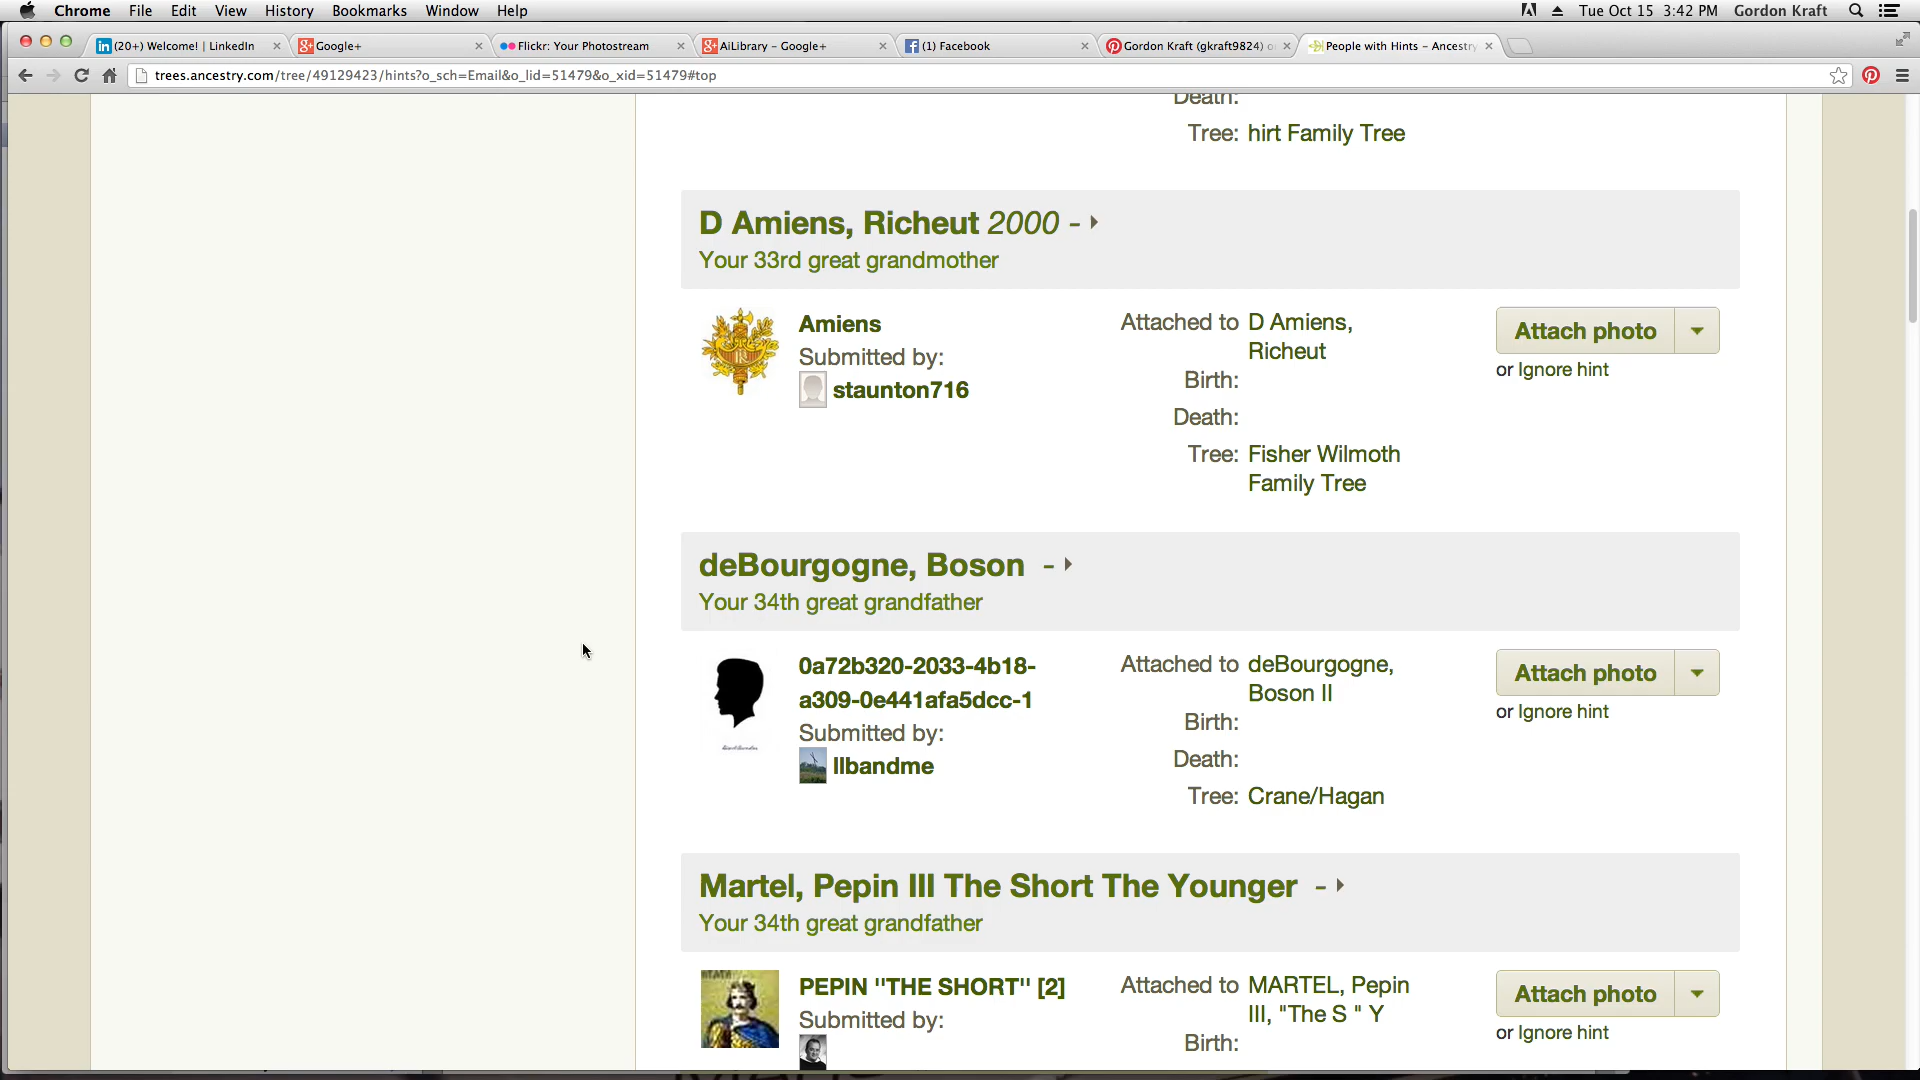 Chrome File Edit View History Bookmarks Window Help Tue Oct 15 3:42 PM Gordon Kraft
(20+) Welcome! | LinkedIn Google+ Flickr: Your Photostream AiLibrary - Google+ (1) Facebook Gordon Kraft (gkraft9824) o People with Hints – Ancestry
trees.ancestry.com/tree/49129423/hints?o_sch=Email&o_lid=51479&o_xid=51479#top
Death:
Tree: hirt Family Tree
D Amiens, Richeut 2000 -
Your 33rd great grandmother
Amiens
Submitted by:
staunton716
Attached to D Amiens,
Richeut
Birth:
Death:
Tree: Fisher Wilmoth
Family Tree
Attach photo
or Ignore hint
deBourgogne, Boson -
Your 34th great grandfather
0a72b320-2033-4b18-
a309-0e441afa5dcc-1
Submitted by:
llbandme
Attached to deBourgogne,
Boson II
Birth:
Death:
Tree: Crane/Hagan
Attach photo
or Ignore hint
Martel, Pepin III The Short The Younger -
Your 34th great grandfather
PEPIN "THE SHORT" [2]
Submitted by:
Attached to MARTEL, Pepin
III, "The S " Y
Birth:
Attach photo
or Ignore hint